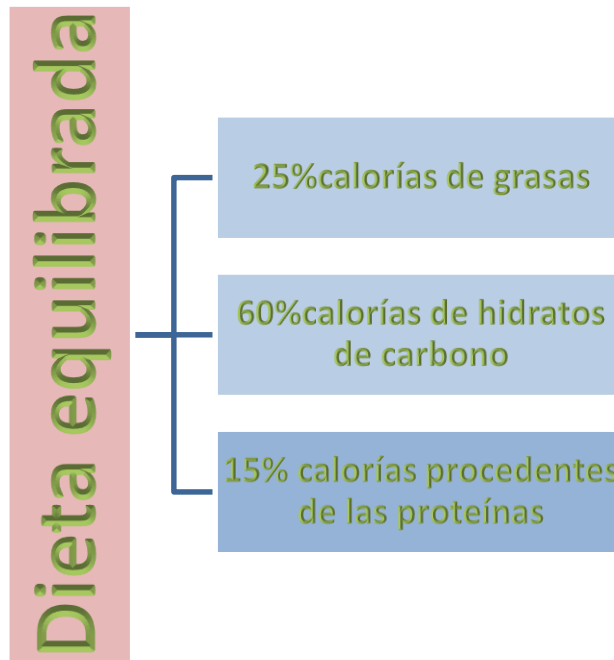 Dieta equilibrada
25%calorías de grasas
60%calorías de hidratos
de carbono
15% calorías procedentes
de las proteínas